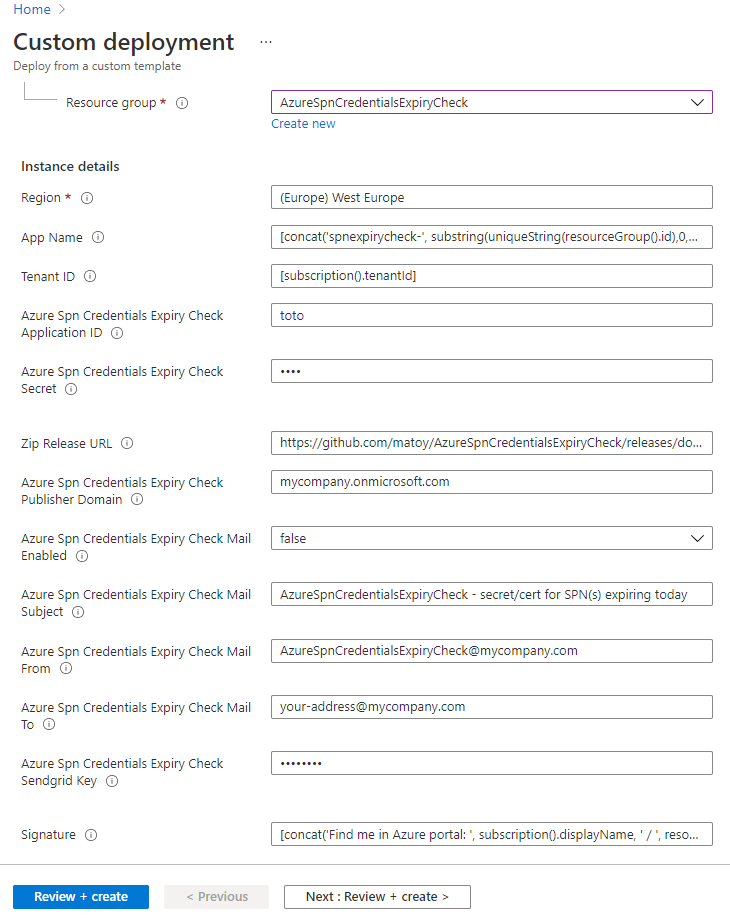 Home >
Custom deployment ...
Deploy from a custom template
Resource group *
AzureSpnCredentialsExpiryCheck
Create new
Instance details
Region *
(Europe) West Europe
App Name
[concat('spnexpirycheck-', substring(uniqueString(resourceGroup().id),0,...
Tenant ID
[subscription().tenantId]
Azure Spn Credentials Expiry Check
Application ID
toto
Azure Spn Credentials Expiry Check
Secret
••••
Zip Release URL
https://github.com/matoy/AzureSpnCredentialsExpiryCheck/releases/do...
Azure Spn Credentials Expiry Check
Publisher Domain
mycompany.onmicrosoft.com
Azure Spn Credentials Expiry Check Mail
Enabled
false
Azure Spn Credentials Expiry Check Mail
Subject
AzureSpnCredentialsExpiryCheck - secret/cert for SPN(s) expiring today
Azure Spn Credentials Expiry Check Mail
From
AzureSpnCredentialsExpiryCheck@mycompany.com
Azure Spn Credentials Expiry Check Mail
To
your-address@mycompany.com
Azure Spn Credentials Expiry Check
Sendgrid Key
••••••••
Signature
[concat('Find me in Azure portal: ', subscription().displayName, ' / ', reso...
Review + create
< Previous
Next : Review + create >